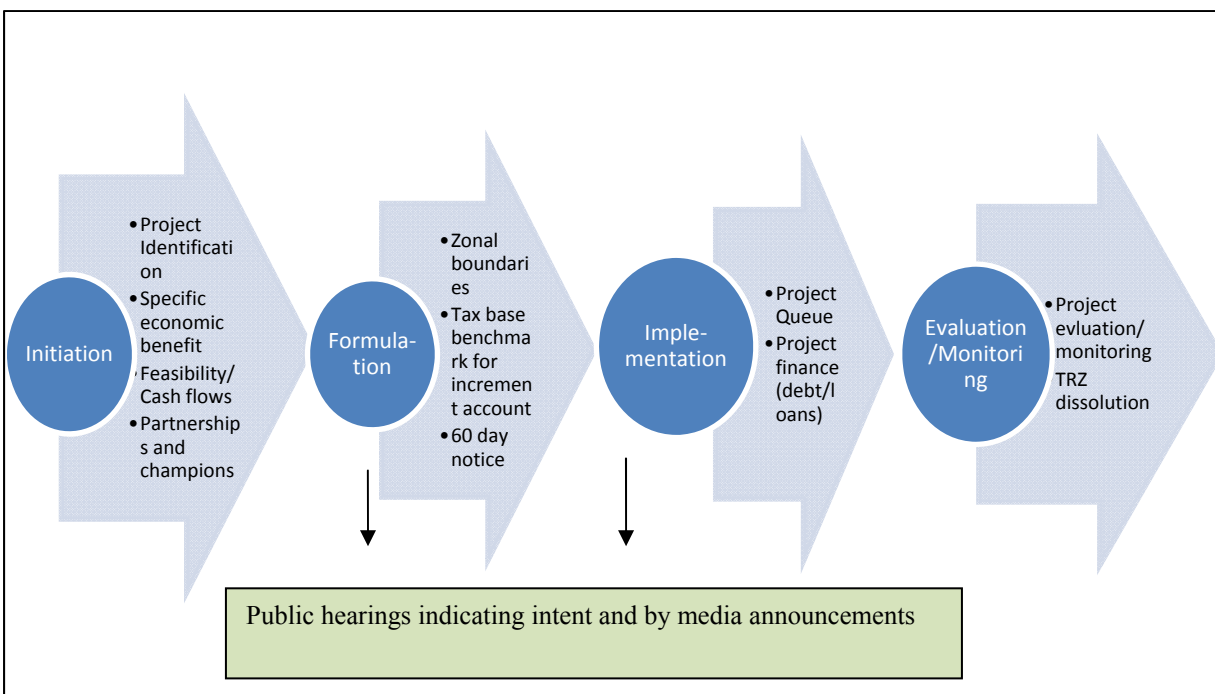 Initiation
•Project
Identificati
on
•Specific
economic
benefit
•Feasibility/
Cash flows
•Partnership
s and
champions
Formula-
tion
•Zonal
boundari
es
•Tax base
benchma
rk for
incremen
t account
•60 day
notice
Imple-
mentation
•Project
Queue
•Project
finance
(debt/l
oans)
Evaluation
/Monitori
ng
•Project
evluation/
monitoring
TRZ
dissolution
Public hearings indicating intent and by media announcements